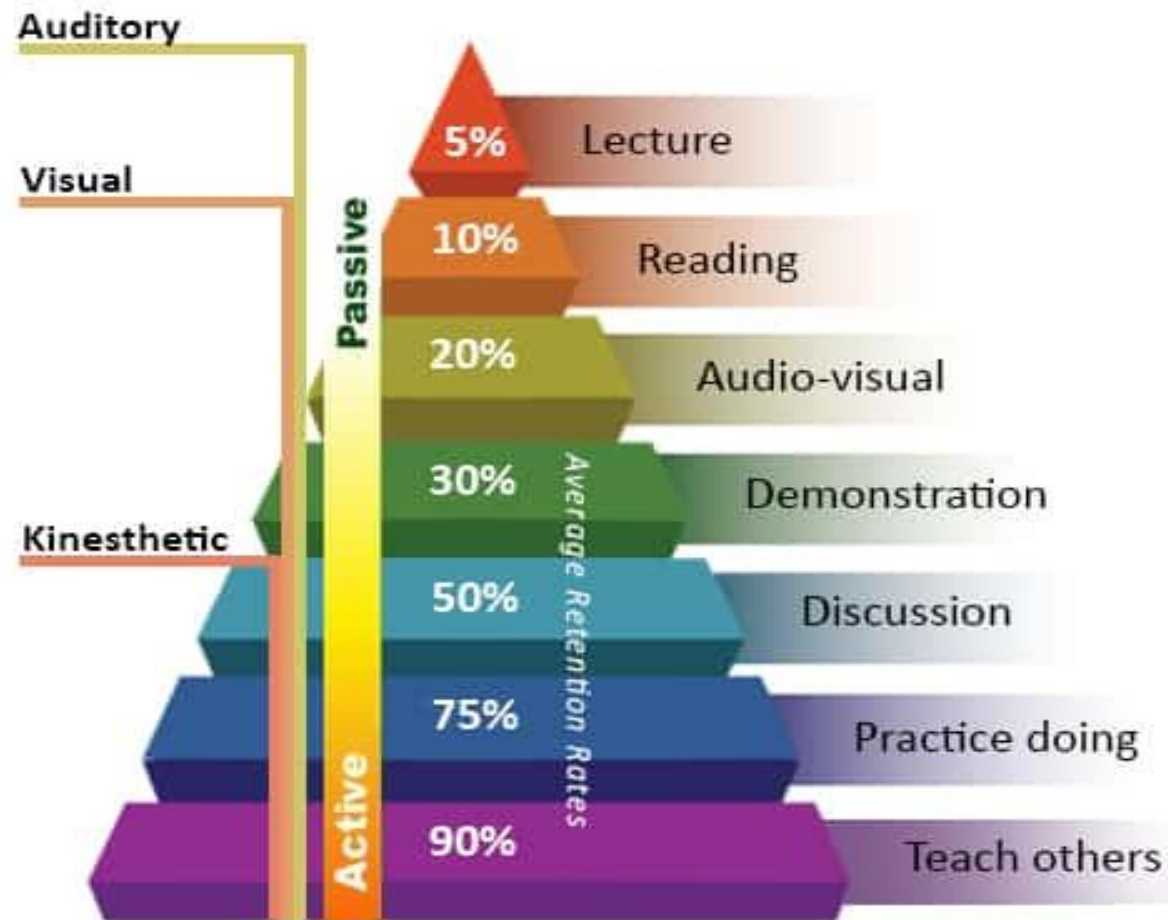 Auditory
Visual
Kinesthetic
Passive
Active
5%
Lecture
10%
Reading
20%
Audio-visual
30%
Demonstration
50%
Discussion
75%
Practice doing
90%
Teach others
Average Retention Rates